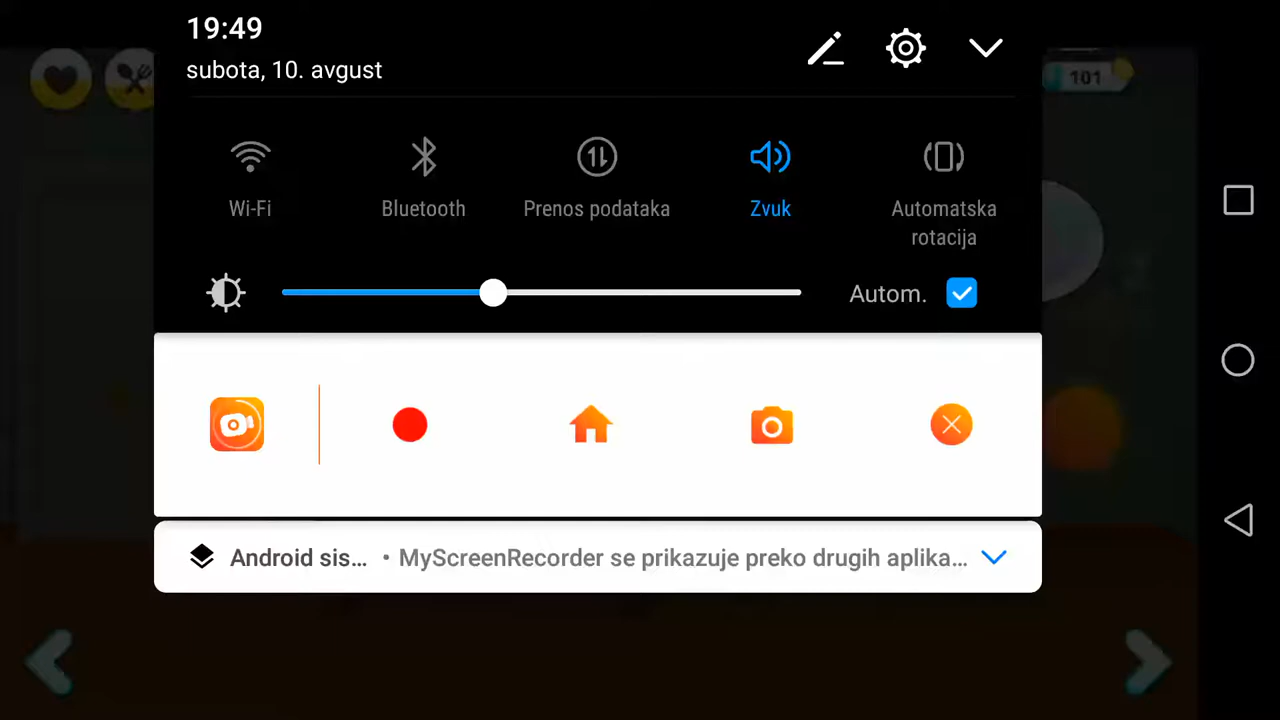 19:49
subota, 10. avgust
101
Wi-Fi
Bluetooth
Prenos podataka
Zvuk
Automatska
rotacija
Autom.
Android sis... • MyScreenRecorder se prikazuje preko drugih aplika...